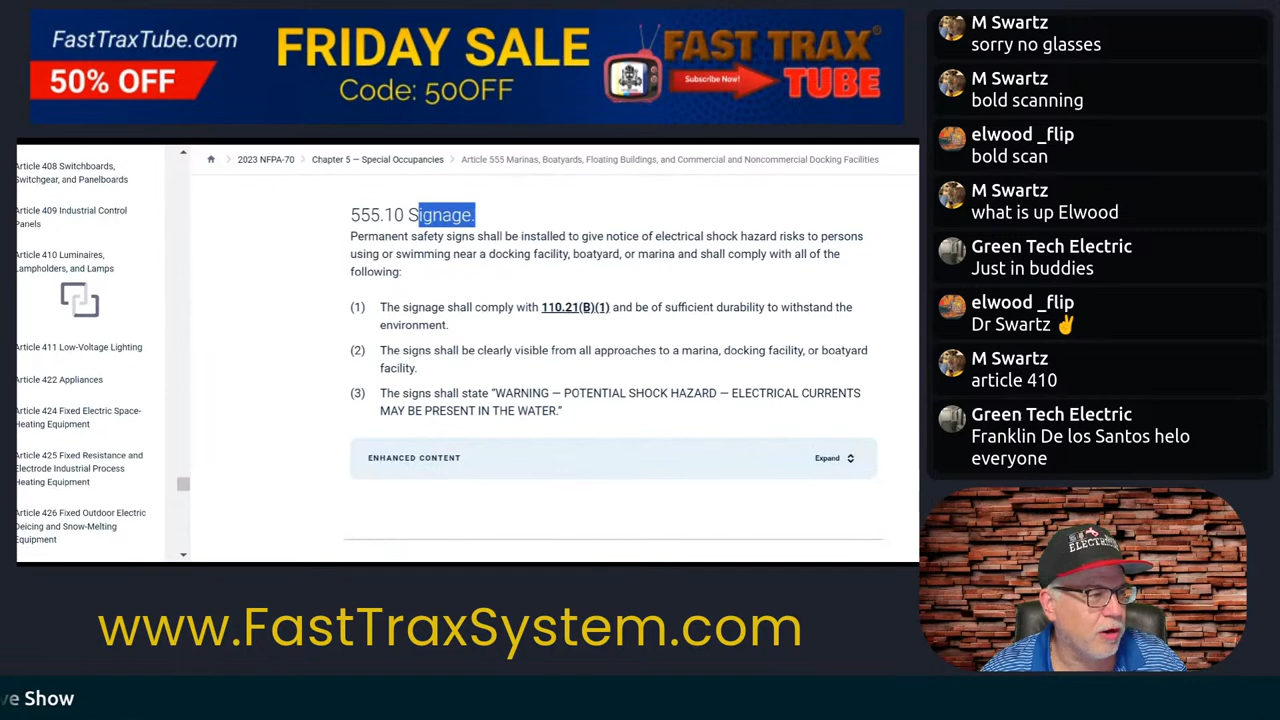 FastTraxTube.com
50% OFF
FRIDAY SALE
Code: 50OFF
FAST TRAX®
Subscribe Now!
TUBE
Article 408 Switchboards,
Switchgear, and Panelboards
Article 409 Industrial Control
Panels
Article 410 Luminaires,
Lampholders, and Lamps
Article 411 Low-Voltage Lighting
Article 422 Appliances
Article 424 Fixed Electric Space-
Heating Equipment
Article 425 Fixed Resistance and
Electrode Industrial Process
Heating Equipment
Article 426 Fixed Outdoor Electric
Deicing and Snow-Melting
Equipment
2023 NFPA-70 > Chapter 5 — Special Occupancies > Article 555 Marinas, Boatyards, Floating Buildings, and Commercial and Noncommercial Docking Facilities
555.10 Signage.
Permanent safety signs shall be installed to give notice of electrical shock hazard risks to persons
using or swimming near a docking facility, boatyard, or marina and shall comply with all of the
following:
(1) The signage shall comply with 110.21(B)(1) and be of sufficient durability to withstand the
environment.
(2) The signs shall be clearly visible from all approaches to a marina, docking facility, or boatyard
facility.
(3) The signs shall state “WARNING — POTENTIAL SHOCK HAZARD — ELECTRICAL CURRENTS
MAY BE PRESENT IN THE WATER.”
ENHANCED CONTENT Expand
M Swartz
sorry no glasses
M Swartz
bold scanning
elwood _flip
bold scan
M Swartz
what is up Elwood
Green Tech Electric
Just in buddies
elwood _flip
Dr Swartz ✌
M Swartz
article 410
Green Tech Electric
Franklin De los Santos helo
everyone
www.FastTraxSystem.com
ve Show